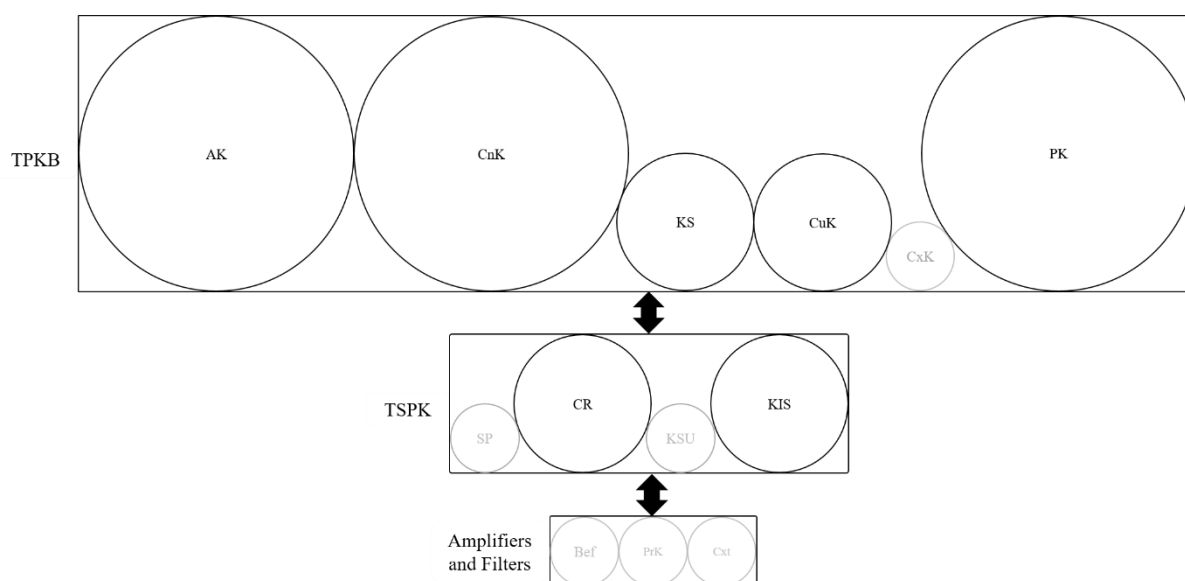 AK
CnK
PK
TPKB
KS
CuK
CxK
CR
KIS
TSPK
SP
KSU
Amplifiers
and Filters
Bef
PrK
Cxt